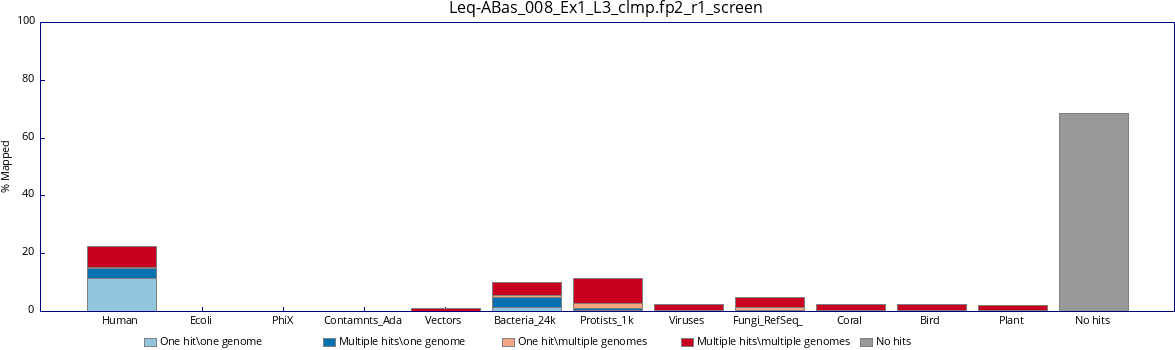 Leq-ABas_008_Ex1_L3_clmp.fp2_r1_screen
100
80
60
40
20
0
% Mapped
Human Ecoli PhiX Contamnts_Ada Vectors Bacteria_24k Protists_1k Viruses Fungi_RefSeq_ Coral Bird Plant No hits
One hit\one genome Multiple hits\one genome One hit\multiple genomes Multiple hits\multiple genomes No hits